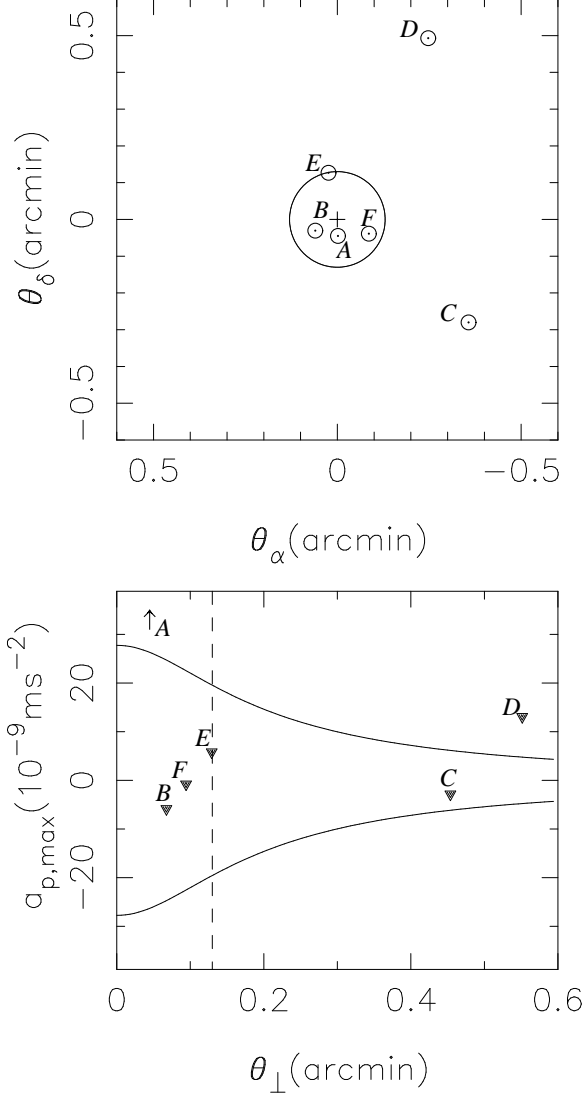 0.5
D
E
B
F
0
A
C
−0.5
θδ(arcmin)
0.5 0 −0.5
θα(arcmin)
A
20
D
E
F
0
C
B
−20
ap,max(10−9ms−2)
0 0.2 0.4 0.6
θ⊥(arcmin)